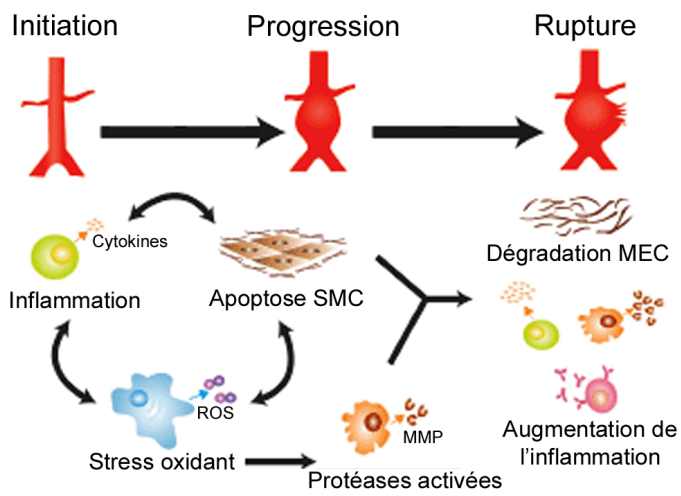 Initiation
Progression
Rupture
Cytokines
Inflammation
Apoptose SMC
Dégradation MEC
ROS
Stress oxidant
MMP
Protéases activées
Augmentation de
l'inflammation